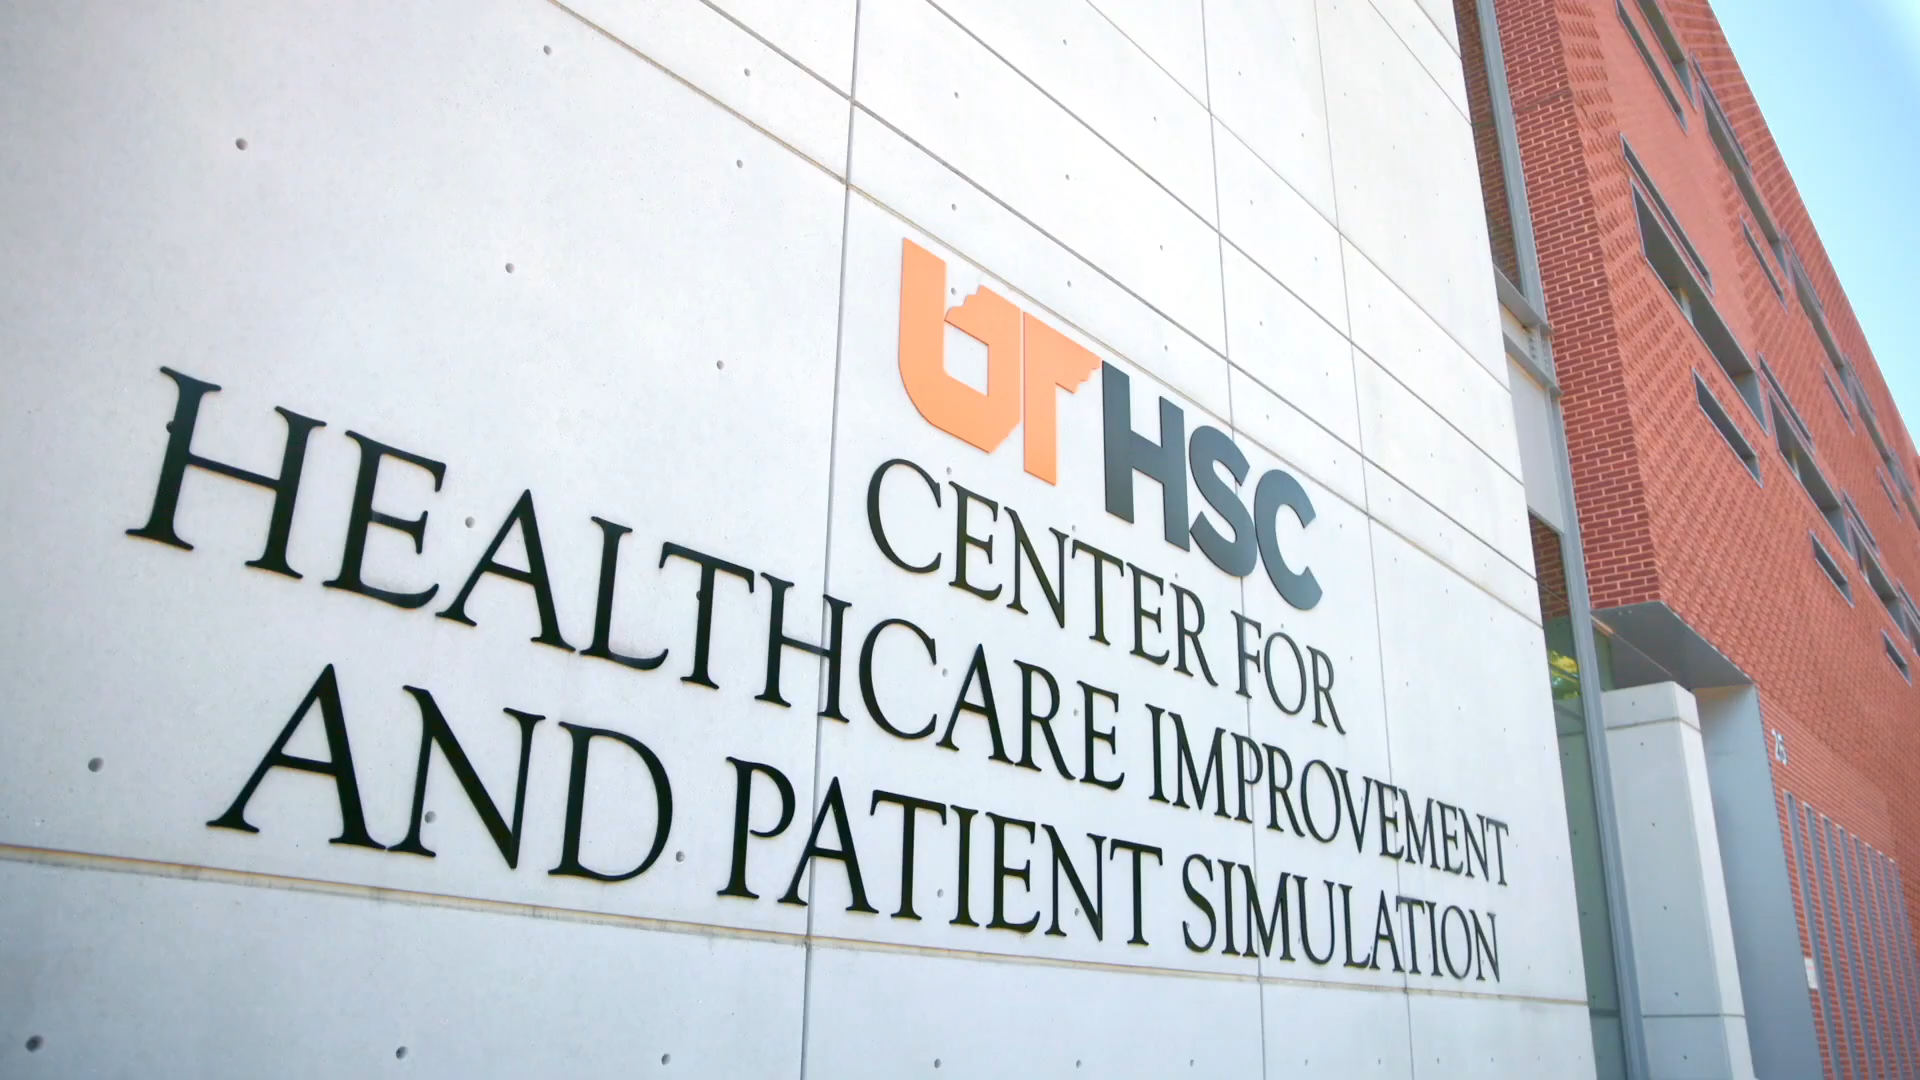 UTHSC
CENTER FOR
HEALTHCARE IMPROVEMENT
AND PATIENT SIMULATION